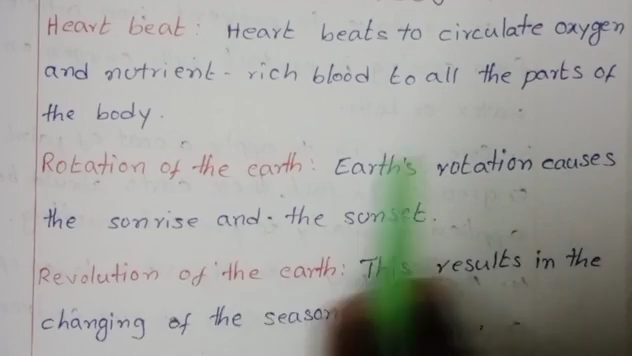 Heart beat: Heart beats to circulate oxygen
and nutrient-rich blood to all the parts of
the body.
Rotation of the earth: Earth's rotation causes
the sonrise and the sonset.
Revolution of the earth: This results in the
changing of the season